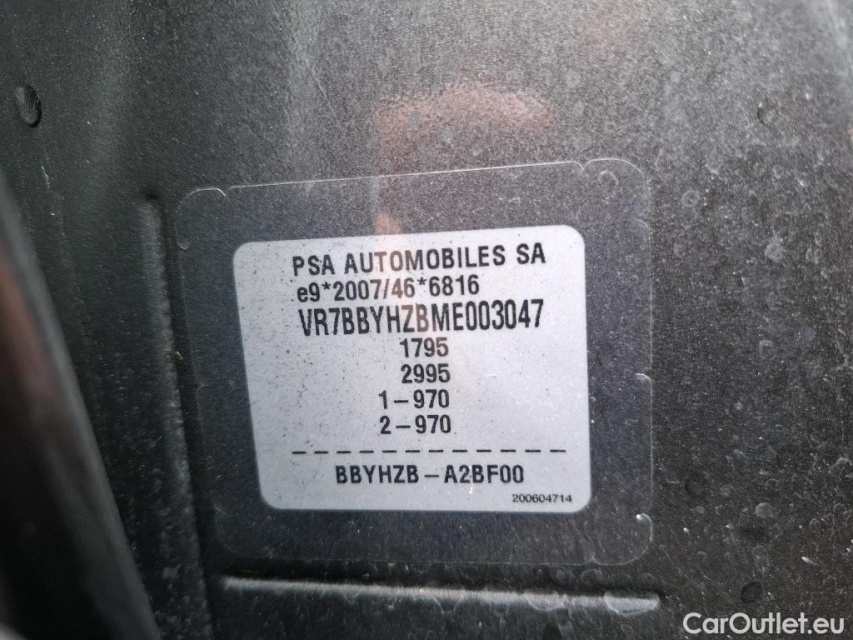 PSA AUTOMOBILES SA
e9*2007/46*6816
VR7BBYHZBME003047
1795
2995
1-970
2-970
BBYHZB-A2BF00
200604714
CarOutlet.eu